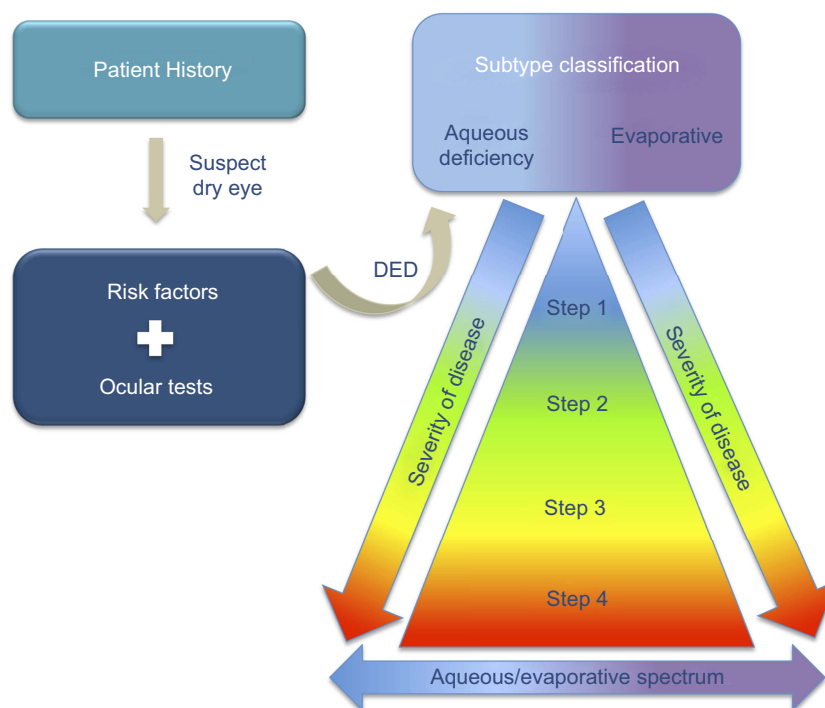 Patient History
Suspect
dry eye
Risk factors
Ocular tests
DED
Subtype classification
Aqueous
deficiency
Evaporative
Severity of disease
Step 1
Step 2
Step 3
Step 4
Severity of disease
Aqueous/evaporative spectrum